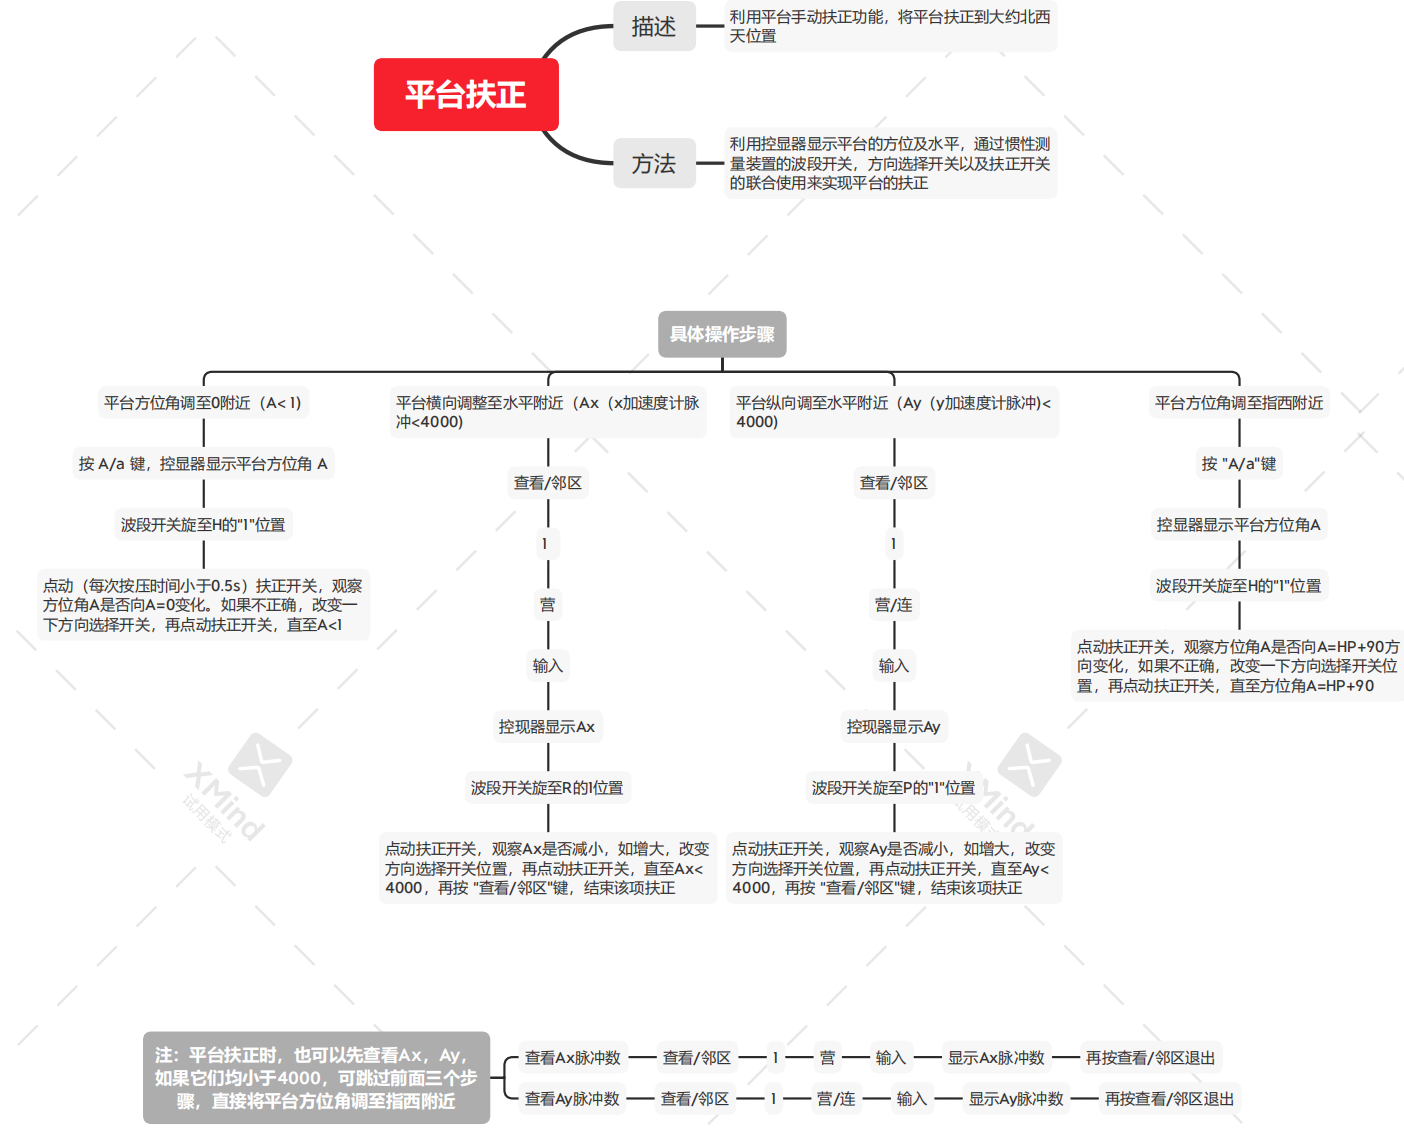 平台扶正
描述
利用平台手动扶正功能，将平台扶正到大约北西
天位置
方法
利用控显器显示平台的方位及水平，通过惯性测
量装置的波段开关，方向选择开关以及扶正开关
的联合使用来实现平台的扶正
具体操作步骤
平台方位角调至0附近（A< 1)
按 A/a 键，控显器显示平台方位角 A
波段开关旋至H的"1"位置
点动（每次按压时间小于0.5s）扶正开关，观察
方位角A是否向A=0变化。如果不正确，改变一
下方向选择开关，再点动扶正开关，直至A<1
平台横向调整至水平附近（Ax（x加速度计脉
冲<4000)
查看/邻区
1
营
输入
控现器显示Ax
波段开关旋至R的1位置
点动扶正开关，观察Ax是否减小，如增大，改变
方向选择开关位置，再点动扶正开关，直至Ax<
4000，再按 "查看/邻区"键，结束该项扶正
平台纵向调至水平附近（Ay（y加速度计脉冲)<
4000)
查看/邻区
1
营/连
输入
控现器显示Ay
波段开关旋至P的"1"位置
点动扶正开关，观察Ay是否减小，如增大，改变
方向选择开关位置，再点动扶正开关，直至Ay<
4000，再按 "查看/邻区"键，结束该项扶正
平台方位角调至指西附近
按 "A/a"键
控显器显示平台方位角A
波段开关旋至H的"1"位置
点动扶正开关，观察方位角A是否向A=HP+90方
向变化，如果不正确，改变一下方向选择开关位
置，再点动扶正开关，直至方位角A=HP+90
XMind
试用模式
XMind
试用模式
注：平台扶正时，也可以先查看Ax，Ay，
如果它们均小于4000，可跳过前面三个步
骤，直接将平台方位角调至指西附近
查看Ax脉冲数 查看/邻区 1 营 输入 显示Ax脉冲数 再按查看/邻区退出
查看Ay脉冲数 查看/邻区 1 营/连 输入 显示Ay脉冲数 再按查看/邻区退出